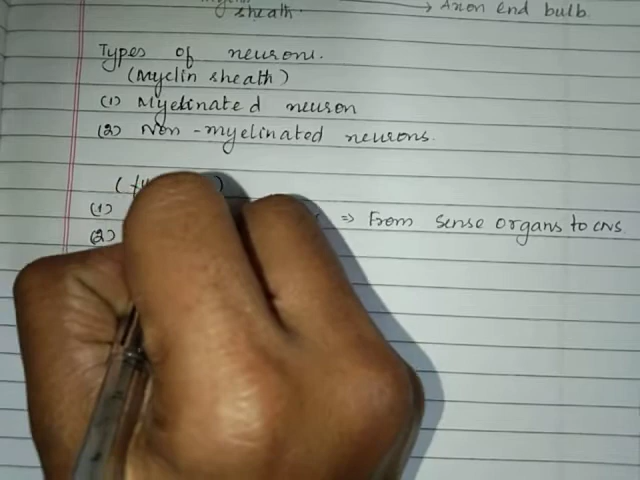 sheath. → Axon end bulb
Types of neurons.
(Myelin sheath)
(1) Myelinated neuron
(2) Non-myelinated neurons.
(1) ⇒ From sense organs to CNS
(2)